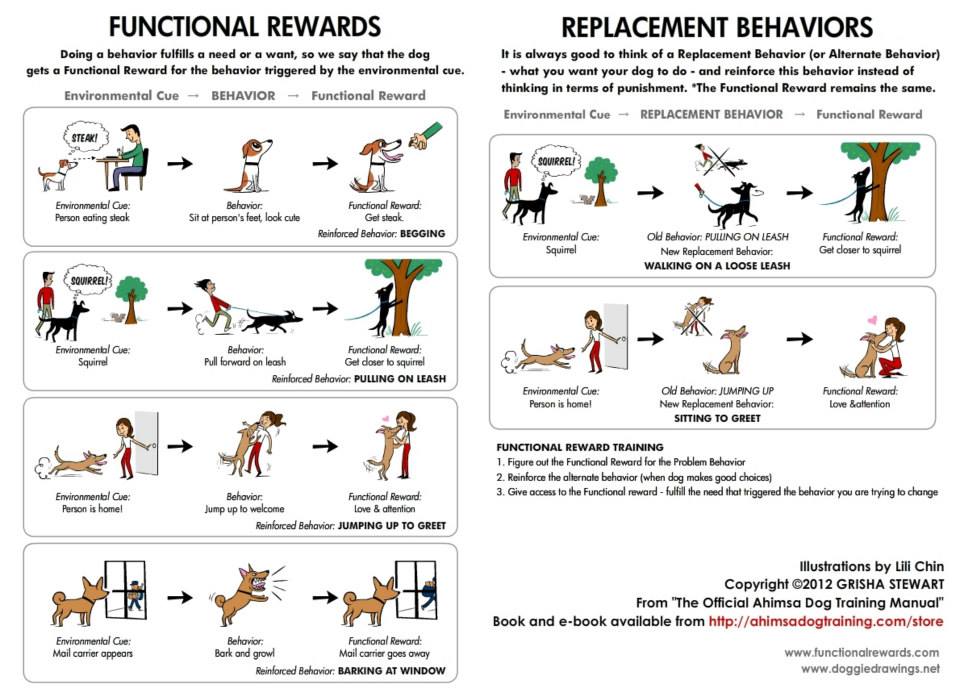 FUNCTIONAL REWARDS
Doing a behavior fulfills a need or a want, so we say that the dog
gets a Functional Reward for the behavior triggered by the environmental cue.
Environmental Cue → BEHAVIOR → Functional Reward
STEAK!
Environmental Cue:
Person eating steak
Behavior:
Sit at person's feet, look cute
Functional Reward:
Get steak.
Reinforced Behavior: BEGGING
SQUIRREL!
Environmental Cue:
Squirrel
Behavior:
Pull forward on leash
Functional Reward:
Get closer to squirrel
Reinforced Behavior: PULLING ON LEASH
Environmental Cue:
Person is home!
Behavior:
Jump up to welcome
Functional Reward:
Love & attention
Reinforced Behavior: JUMPING UP TO GREET
Environmental Cue:
Mail carrier appears
Behavior:
Bark and growl
Functional Reward:
Mail carrier goes away
Reinforced Behavior: BARKING AT WINDOW
REPLACEMENT BEHAVIORS
It is always good to think of a Replacement Behavior (or Alternate Behavior)
- what you want your dog to do - and reinforce this behavior instead of
thinking in terms of punishment. *The Functional Reward remains the same.
Environmental Cue → REPLACEMENT BEHAVIOR → Functional Reward
SQUIRREL!
Environmental Cue:
Squirrel
Old Behavior: PULLING ON LEASH
New Replacement Behavior:
WALKING ON A LOOSE LEASH
Functional Reward:
Get closer to squirrel
Environmental Cue:
Person is home!
Old Behavior: JUMPING UP
New Replacement Behavior:
SITTING TO GREET
Functional Reward:
Love &attention
FUNCTIONAL REWARD TRAINING
1. Figure out the Functional Reward for the Problem Behavior
2. Reinforce the alternate behavior (when dog makes good choices)
3. Give access to the Functional reward - fulfill the need that triggered the behavior you are trying to change
Illustrations by Lili Chin
Copyright ©2012 GRISHA STEWART
From "The Official Ahimsa Dog Training Manual"
Book and e-book available from http://ahimsadogtraining.com/store
www.functionalrewards.com
www.doggiedrawings.net